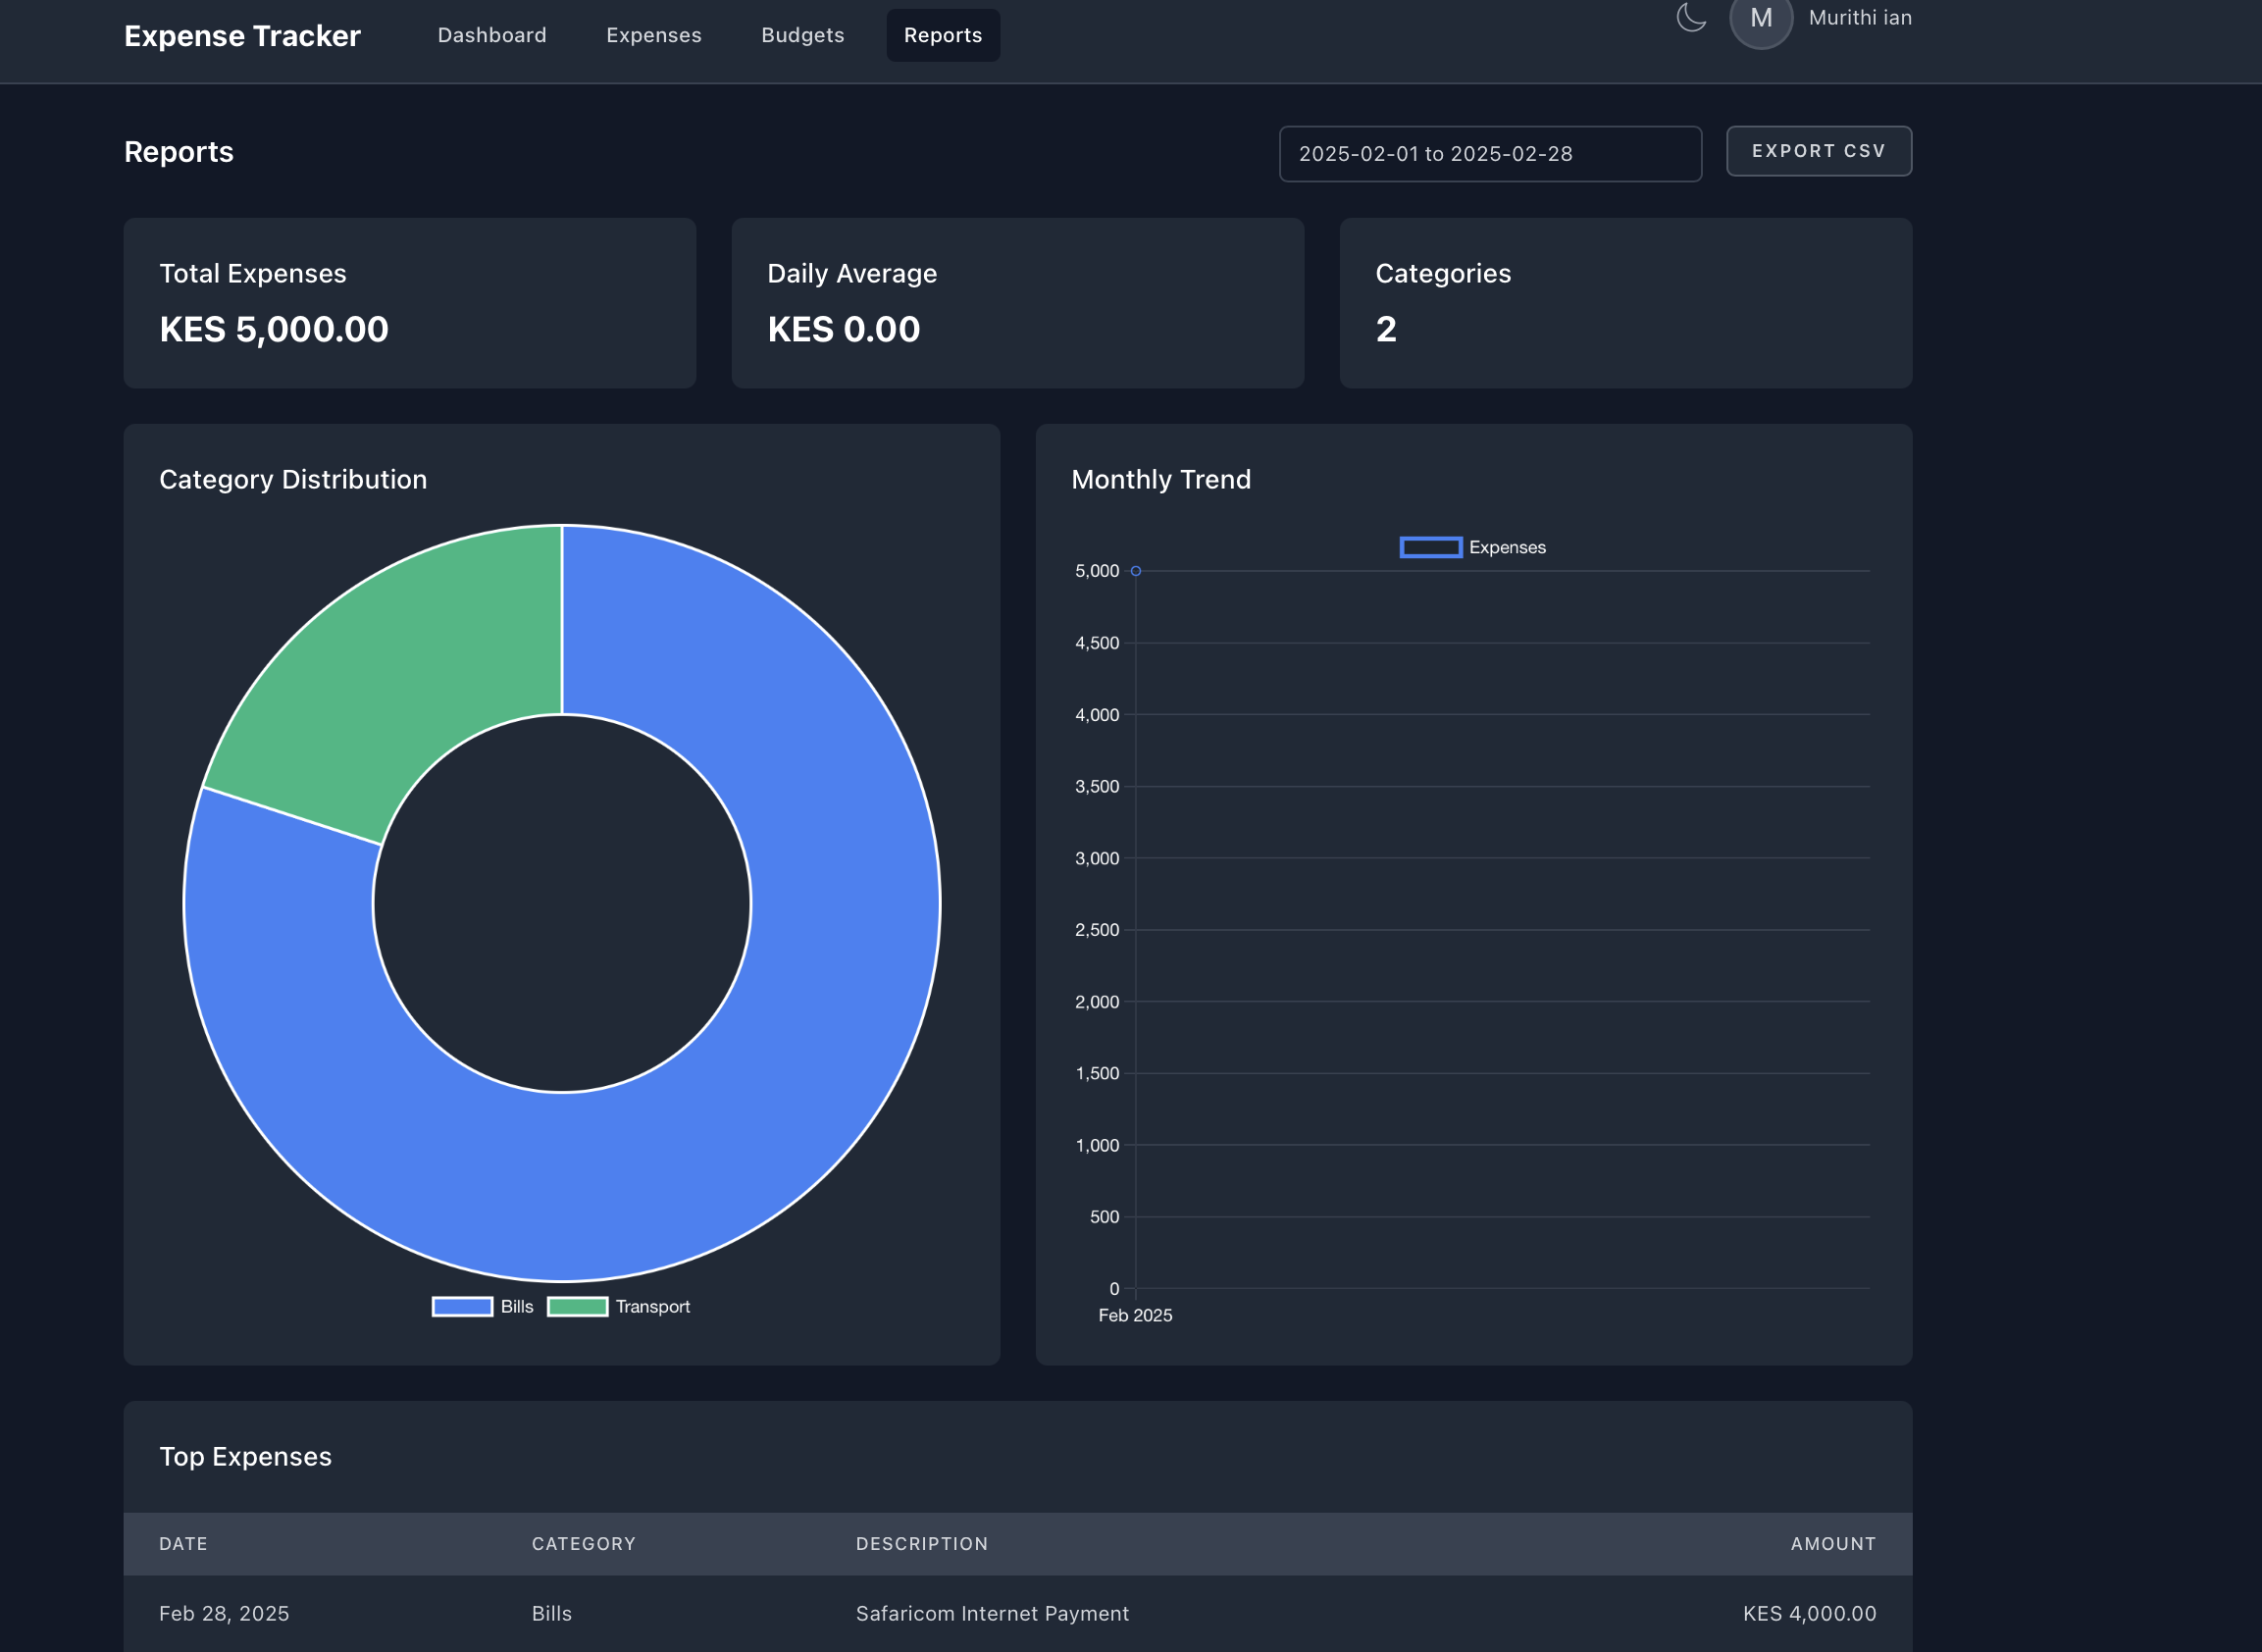 Expense Tracker Dashboard Expenses Budgets Reports M Murithi ian
Reports 2025-02-01 to 2025-02-28 EXPORT CSV
Total Expenses
KES 5,000.00
Daily Average
KES 0.00
Categories
2
Category Distribution
Bills Transport
Monthly Trend
Expenses
5,000
4,500
4,000
3,500
3,000
2,500
2,000
1,500
1,000
500
0
Feb 2025
Top Expenses
DATE CATEGORY DESCRIPTION AMOUNT
Feb 28, 2025 Bills Safaricom Internet Payment KES 4,000.00